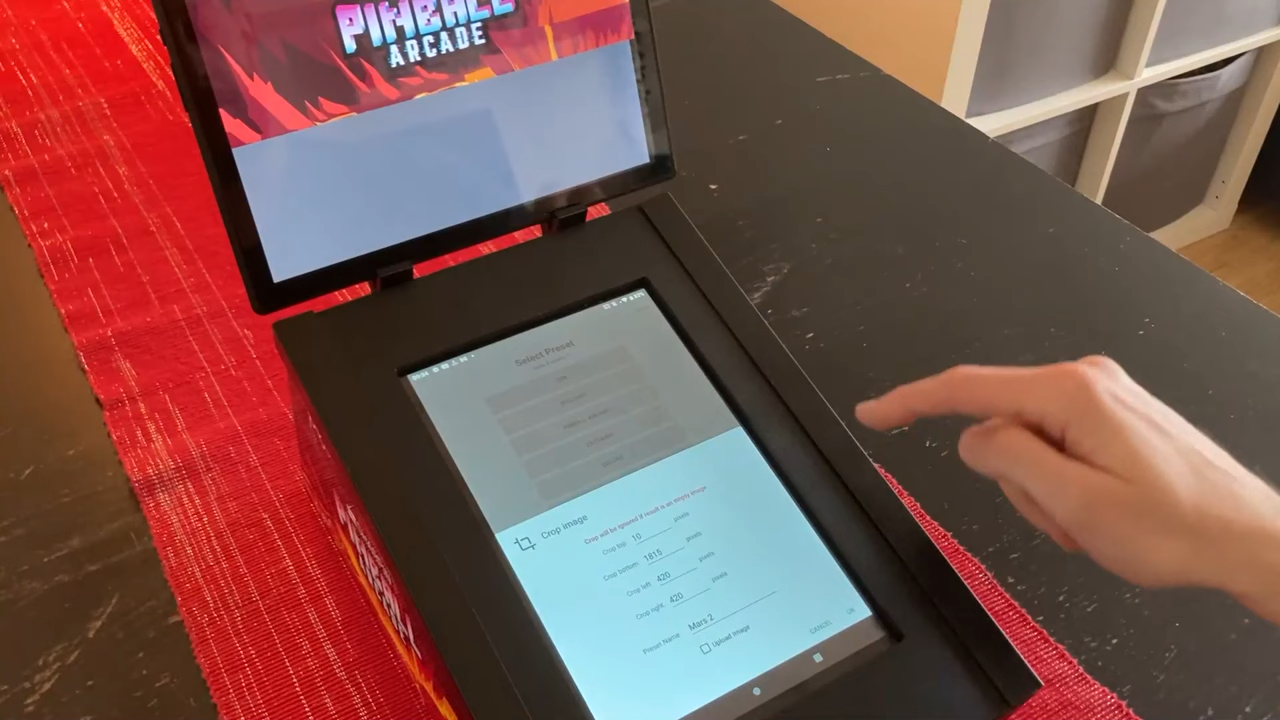 PINBALL
ARCADE
Select Preset
Crop image
Crop will be ignored if result is an empty image
Crop top: 10 pixels
Crop bottom: 1815 pixels
Crop left: 420 pixels
Crop right: 420 pixels
Preset Name Mars 2
Upload Image
CANCEL OK